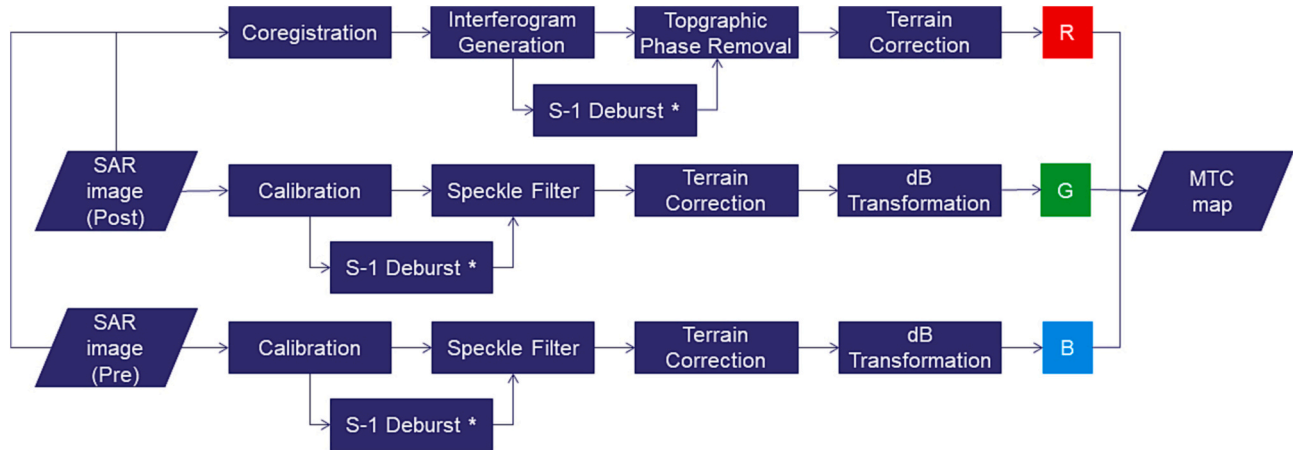 Coregistration
Interferogram
Generation
Topgraphic
Phase Removal
Terrain
Correction
R
S-1 Deburst *
SAR
image
(Post)
Calibration
Speckle Filter
Terrain
Correction
dB
Transformation
G
MTC
map
S-1 Deburst *
SAR
image
(Pre)
Calibration
Speckle Filter
Terrain
Correction
dB
Transformation
B
S-1 Deburst *